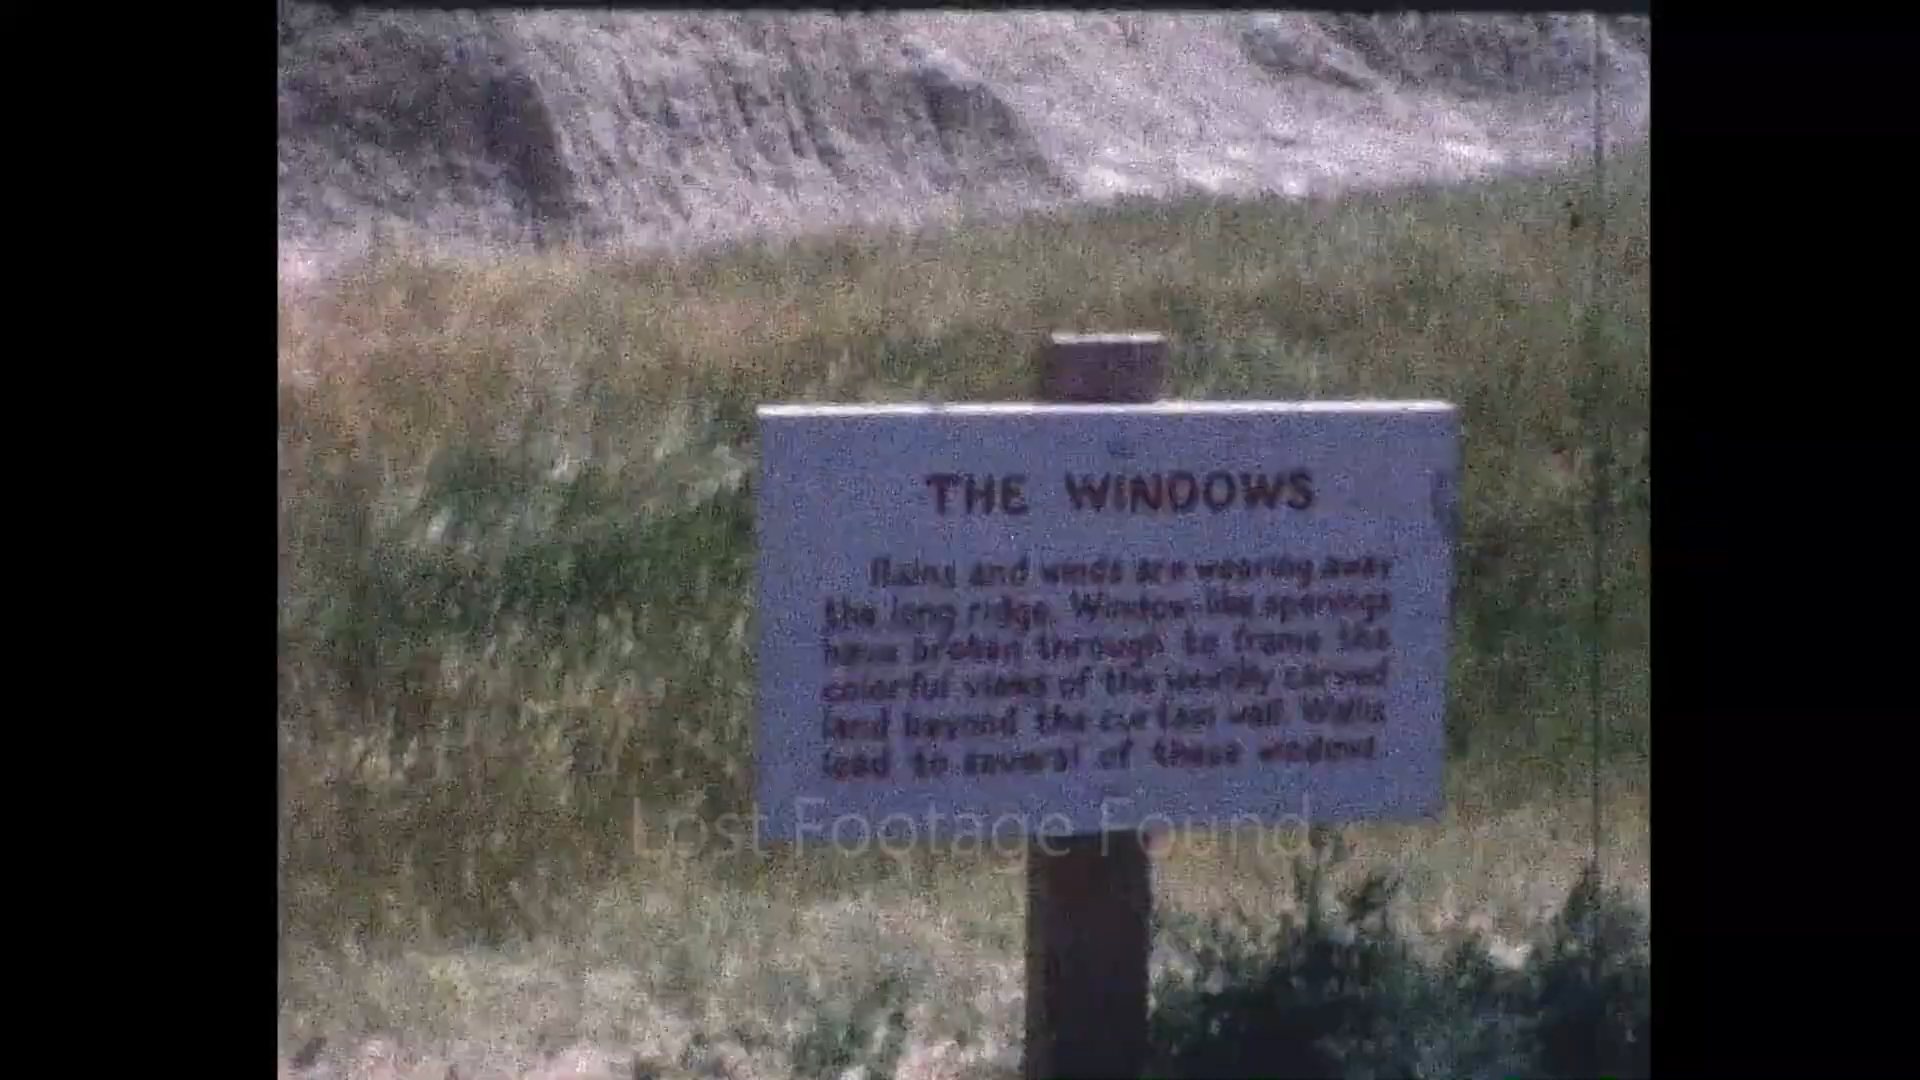 THE WINDOWS
Rains and winds are wearing away
the long ridge. Window-like openings
have broken through to frame the
colorful views of the carved
land beyond the curtain wall. Walks
lead to several of these windows.
Lost Footage Found